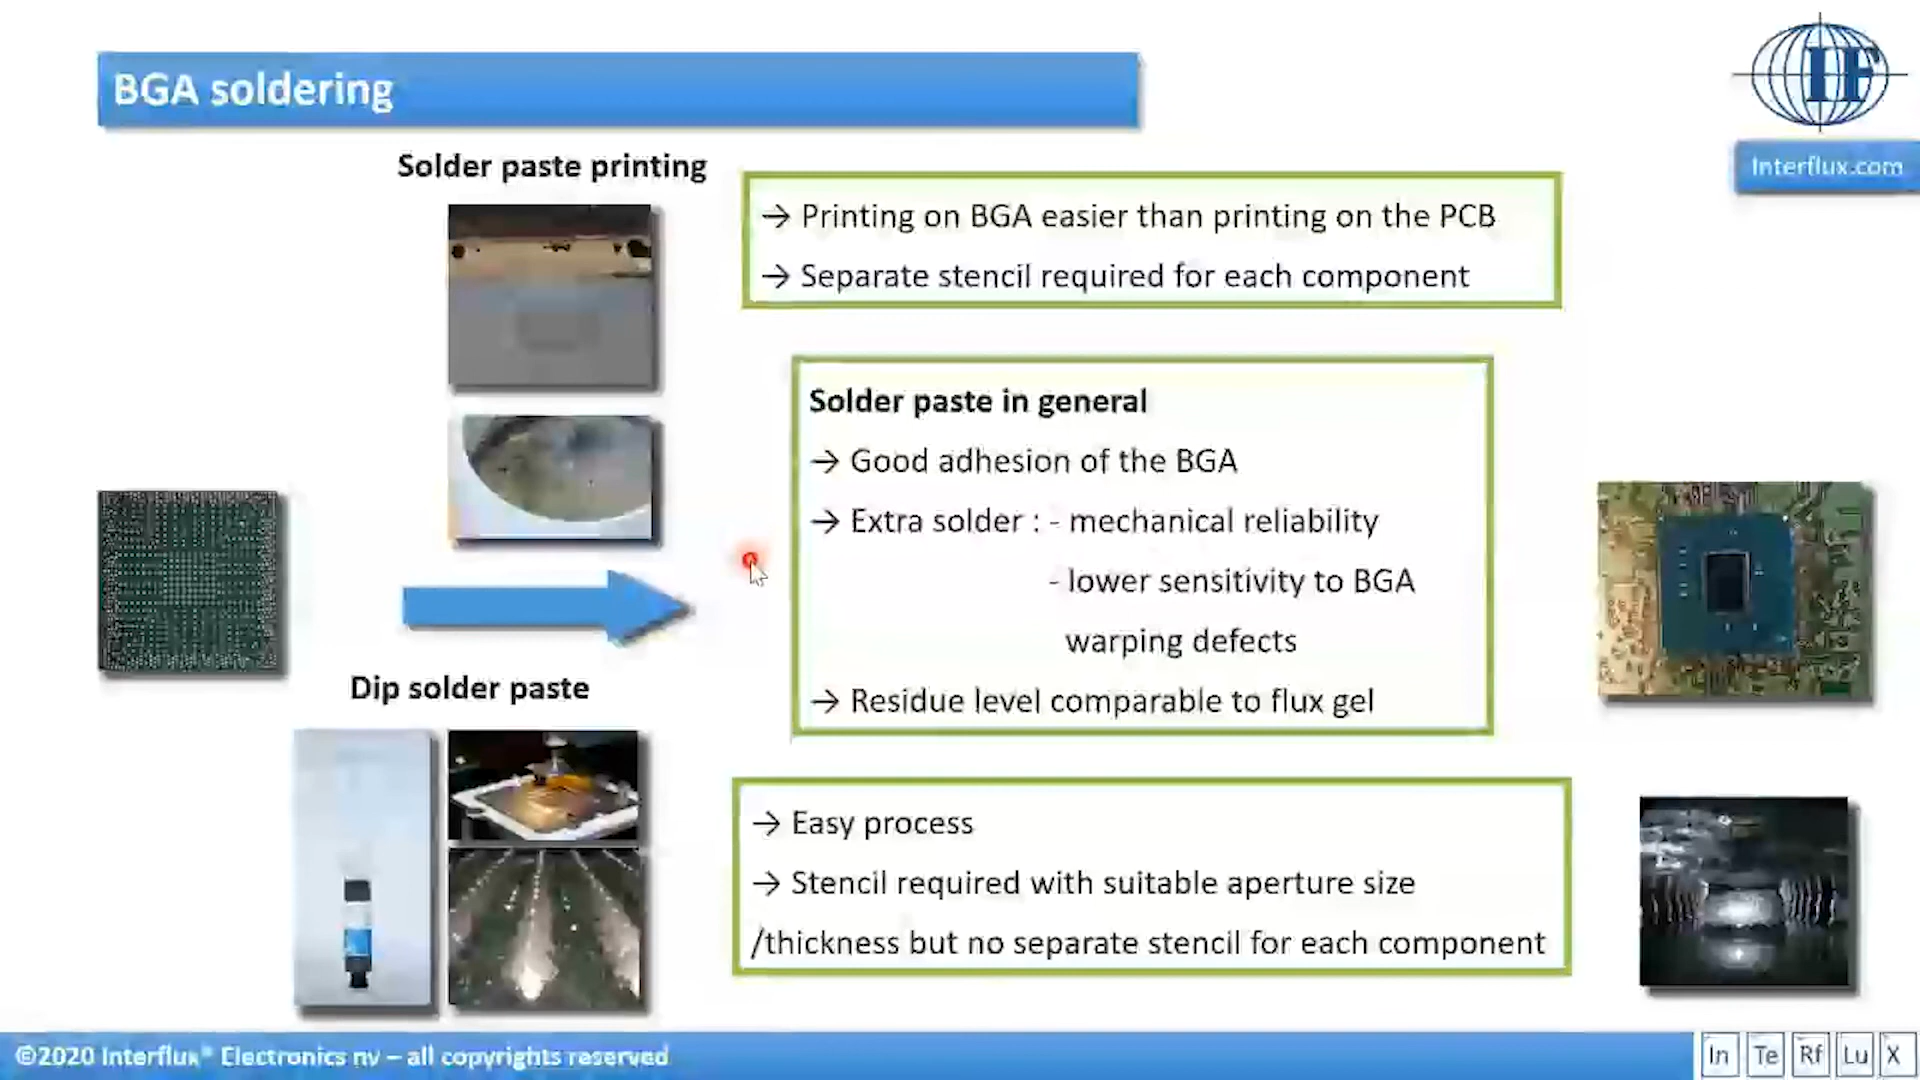 BGA soldering
IF
Interflux.com
Solder paste printing
→ Printing on BGA easier than printing on the PCB
→ Separate stencil required for each component
Solder paste in general
→ Good adhesion of the BGA
→ Extra solder : - mechanical reliability
- lower sensitivity to BGA
warping defects
→ Residue level comparable to flux gel
Dip solder paste
→ Easy process
→ Stencil required with suitable aperture size
/thickness but no separate stencil for each component
©2020 Interflux® Electronics nv – all copyrights reserved
In Te Rf Lu X